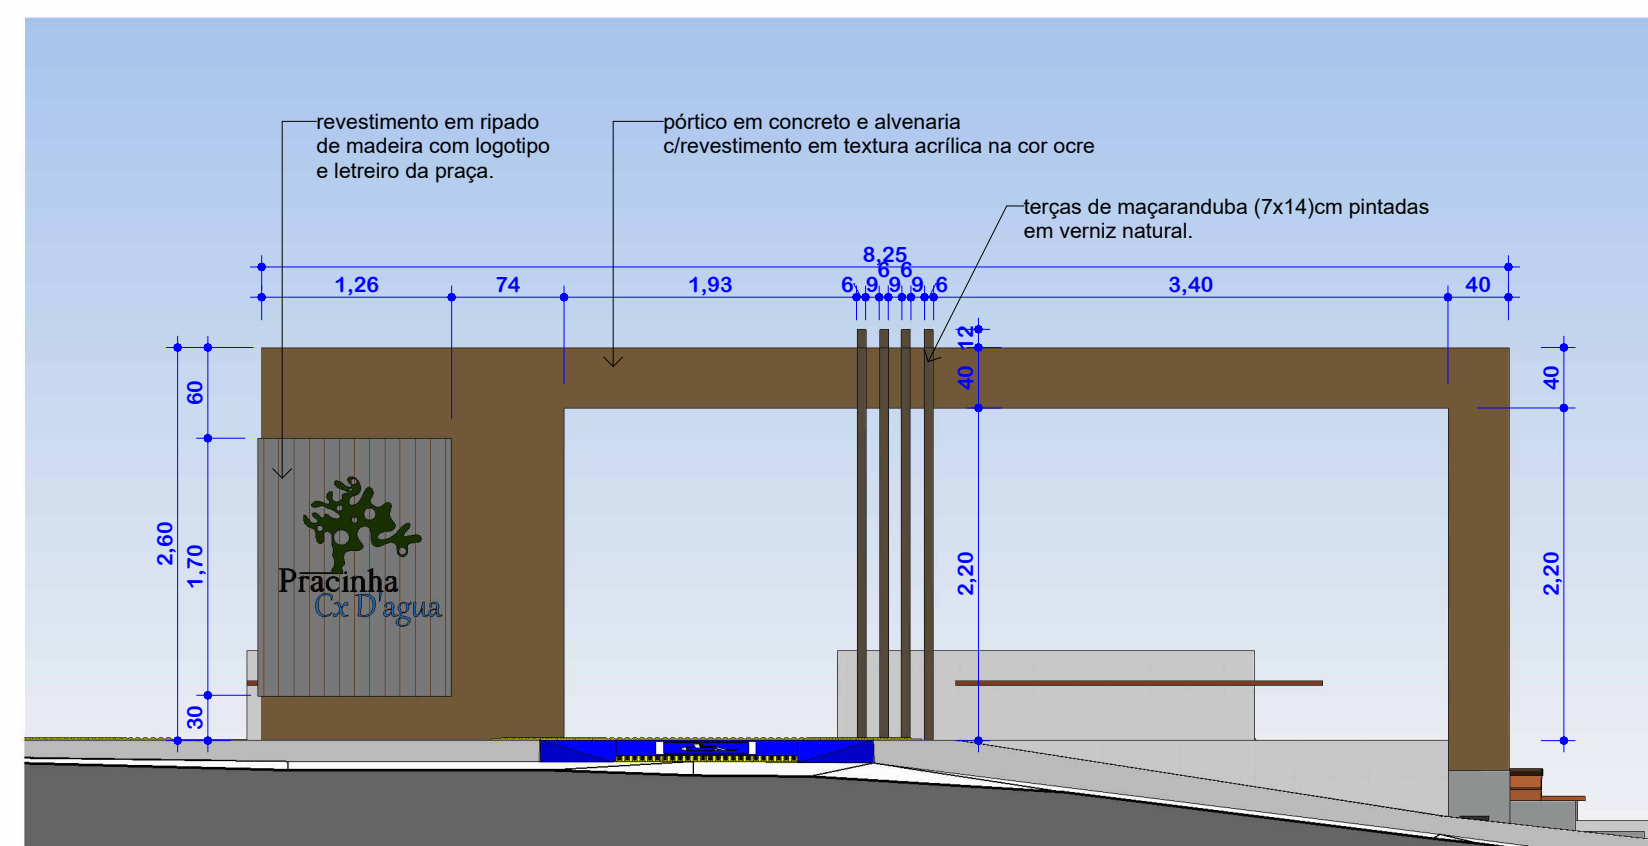 revestimento em ripado
de madeira com logotipo
e letreiro da praça.
pórtico em concreto e alvenaria
c/revestimento em textura acrílica na cor ocre
terças de maçaranduba (7x14)cm pintadas
em verniz natural.
8,25
1,26 74 1,93 6 9 6 9 6 9 6 3,40 40
12
60
40
40
2,60
1,70
2,20
2,20
30
Pracinha
Cx D'agua